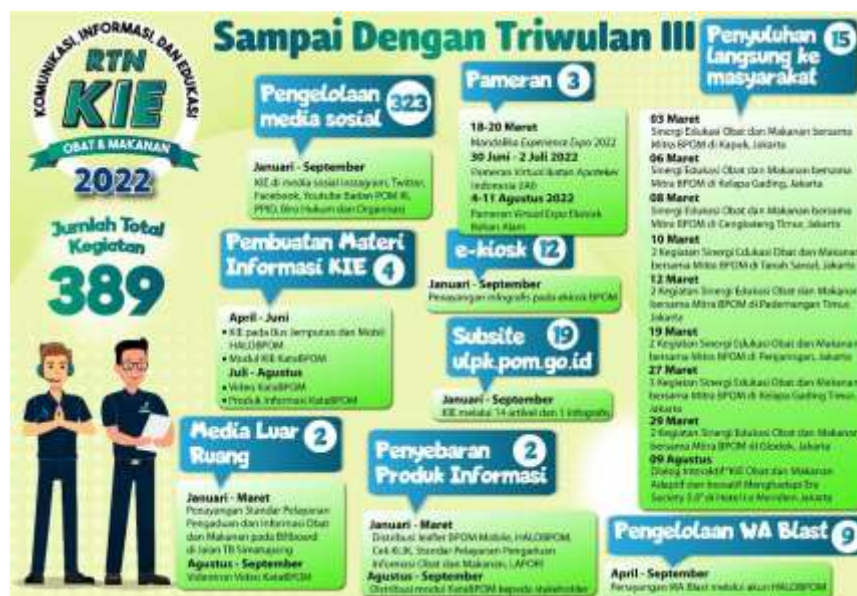 KOMUNIKASI, INFORMASI, DAN EDUKASI
RTN
KIE
OBAT & MAKANAN
2022
Jumlah Total
Kegiatan
389
Sampai Dengan Triwulan III
Pengelolaan
media sosial
323
Januari - September
KIE di media sosial Instagram, Twitter,
Facebook, Youtube Badan POM RI,
PPID, Biro Hukum dan Organisasi
Pembuatan Materi
Informasi KIE 4
April - Juni
• KIE pada Bus Jemputan dan Mobil
HALOBPOM
• Modul KIE KataBPOM
Juli - Agustus
• Video KataBPOM
• Produk Informasi KataBPOM
Media Luar
Ruang
2
Januari - Maret
Penayangan Standar Pelayanan
Pengaduan dan Informasi Obat
dan Makanan pada Billboard
di Jalan TB Simatupang
Agustus - September
Videotron Video KataBPOM
Pameran 3
18-20 Maret
Mandalika Experience Expo 2022
30 Juni - 2 Juli 2022
Pameran Virtual Ikatan Apoteker
Indonesia (IAI)
4-11 Agustus 2022
Pameran Virtual Expo
Bahan Alam
e-kiosk 12
Januari - September
Penayangan infografis pada ekiosk BPOM
Subsite 19
ulpk.pom.go.id
Januari - September
KIE melalui 14 artikel dan 5 infografis
Penyebaran 2
Produk Informasi
Januari - Maret
Distribusi leaflet BPOM Mobile, HALOBPOM,
Cek KLIK, Standar Pelayanan Pengaduan
Informasi Obat dan Makanan, LAPOR!
Agustus - September
Distribusi modul KataBPOM kepada stakeholder
Penyuluhan 15
langsung ke
masyarakat
03 Maret
Sinergi Edukasi Obat dan Makanan bersama
Mitra BPOM di Kapuk, Jakarta
06 Maret
Sinergi Edukasi Obat dan Makanan bersama
Mitra BPOM di Kelapa Gading, Jakarta
08 Maret
Sinergi Edukasi Obat dan Makanan bersama
Mitra BPOM di Cengkareng Timur, Jakarta
10 Maret
2 Kegiatan Sinergi Edukasi Obat dan Makanan
bersama Mitra BPOM di Tanah Sareal, Jakarta
12 Maret
2 Kegiatan Sinergi Edukasi Obat dan Makanan
bersama Mitra BPOM di Pademangan Timur,
Jakarta
19 Maret
2 Kegiatan Sinergi Edukasi Obat dan Makanan
bersama Mitra BPOM di Penjaringan, Jakarta
27 Maret
3 Kegiatan Sinergi Edukasi Obat dan Makanan
bersama Mitra BPOM di Kelapa Gading Timur,
Jakarta
29 Maret
2 Kegiatan Sinergi Edukasi Obat dan Makanan
bersama Mitra BPOM di Glodok, Jakarta
09 Agustus
Dialog Interaktif "KIE Obat dan Makanan
Adaptif dan Inovatif Menghadapi Era
Society 5.0" di Hotel Le Meridien Jakarta
Pengelolaan WA Blast 9
April - September
Penayangan WA Blast melalui akun HALOBPOM